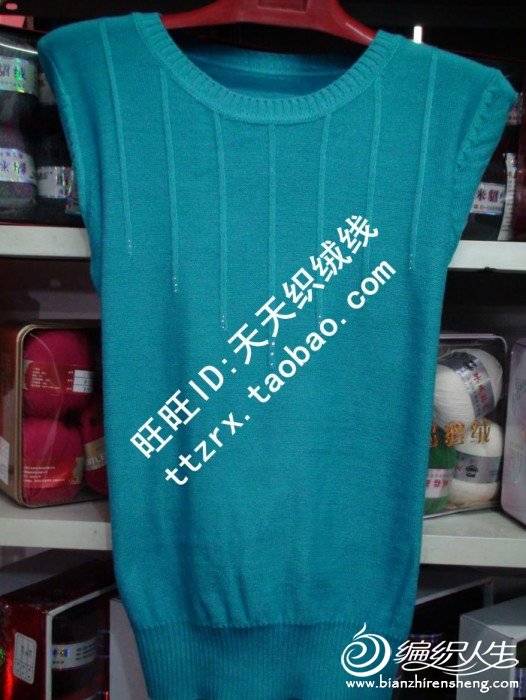 旺旺ID:天天织绒线
ttzrx.taobao.com
编织人生
www.bianzhirensheng.com